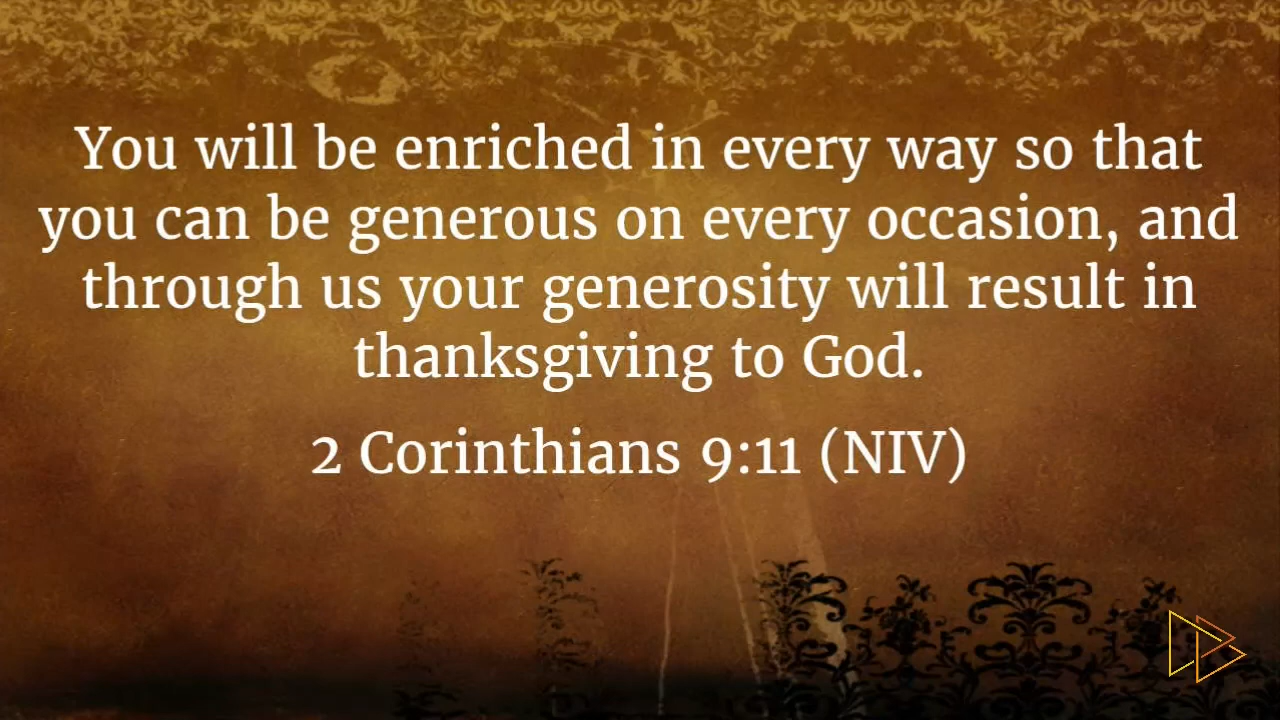 You will be enriched in every way so that
you can be generous on every occasion, and
through us your generosity will result in
thanksgiving to God.
2 Corinthians 9:11 (NIV)